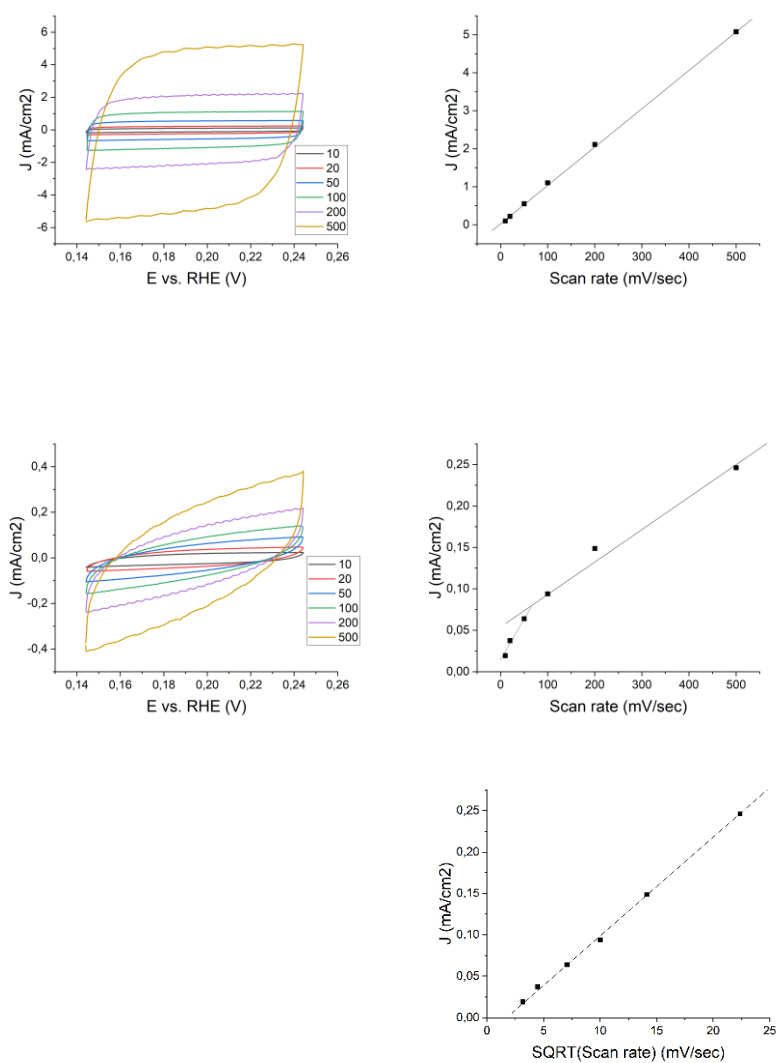 6
4
2
0
-2
-4
-6
J (mA/cm2)
0,14 0,16 0,18 0,20 0,22 0,24 0,26
E vs. RHE (V)
10
20
50
100
200
500
5
4
3
2
1
0
J (mA/cm2)
0 100 200 300 400 500
Scan rate (mV/sec)
0,4
0,2
0,0
-0,2
-0,4
J (mA/cm2)
0,14 0,16 0,18 0,20 0,22 0,24 0,26
E vs. RHE (V)
10
20
50
100
200
500
0,25
0,20
0,15
0,10
0,05
0,00
J (mA/cm2)
0 100 200 300 400 500
Scan rate (mV/sec)
0,25
0,20
0,15
0,10
0,05
0,00
J (mA/cm2)
0 5 10 15 20 25
SQRT(Scan rate) (mV/sec)